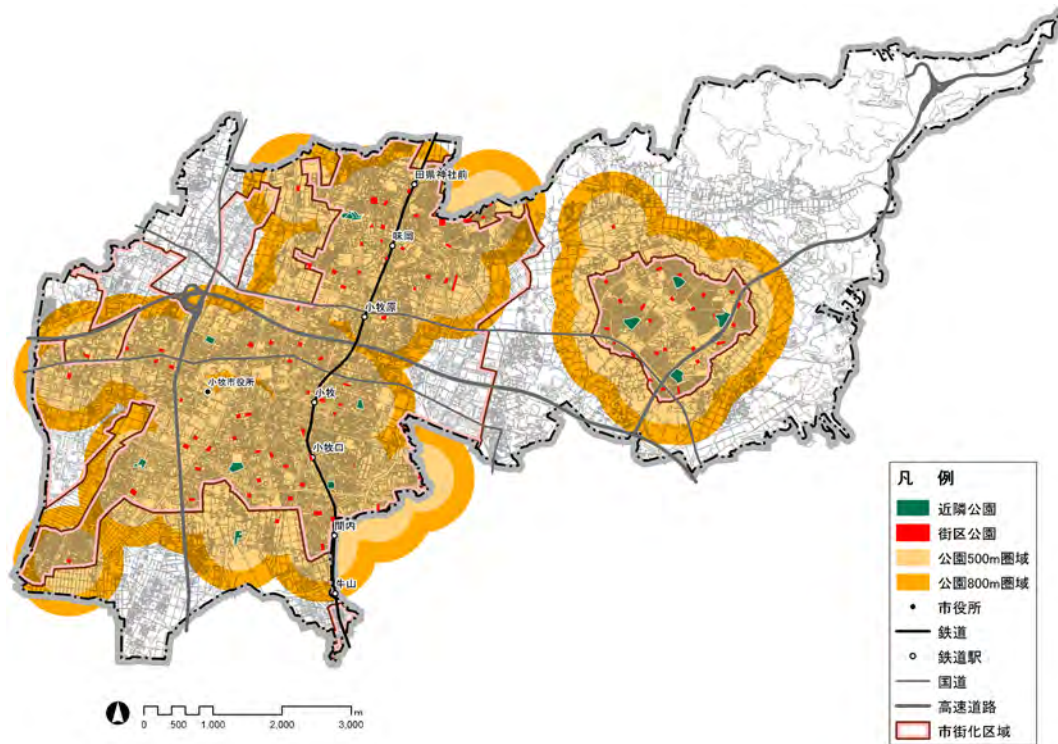 田県神社前
味岡
小牧原
小牧市役所
小牧
小牧口
間内
牛山
凡 例
近隣公園
街区公園
公園500m圏域
公園800m圏域
市役所
鉄道
鉄道駅
国道
高速道路
市街化区域
0 500 1,000 2,000 3,000 m